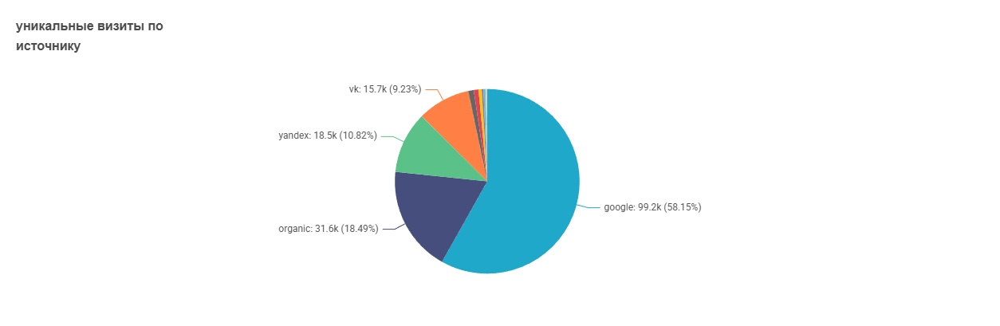 уникальные визиты по
источнику
vk: 15.7k (9.23%)
yandex: 18.5k (10.82%)
google: 99.2k (58.15%)
organic: 31.6k (18.49%)